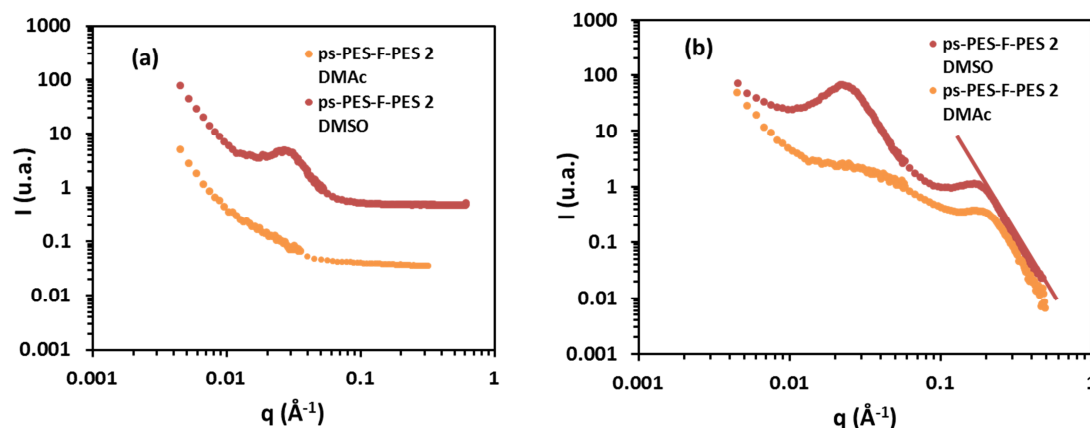 (a)
ps-PES-F-PES 2
DMAc
ps-PES-F-PES 2
DMSO
1000
100
10
1
0.1
0.01
0.001
I (u.a.)
0.001
0.01
0.1
1
q (Å⁻¹)
(b)
ps-PES-F-PES 2
DMSO
ps-PES-F-PES 2
DMAc
1000
100
10
1
0.1
0.01
0.001
I (u.a.)
0.001
0.01
0.1
1
q (Å⁻¹)